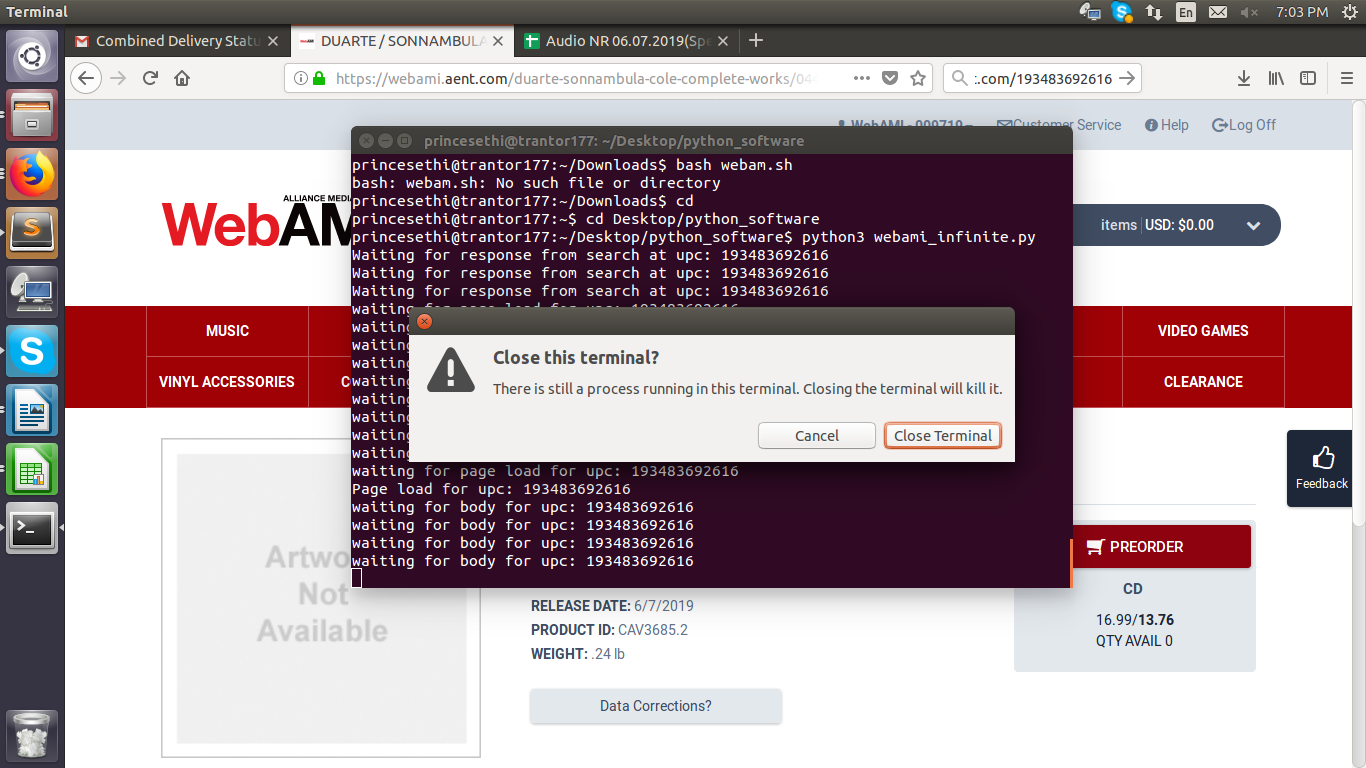 Terminal
En
7:03 PM
Combined Delivery Statu
DUARTE / SONNAMBULA
Audio NR 06.07.2019(Spe
https://webami.aent.com/duarte-sonnambula-cole-complete-works/04
:.com/193483692616
WebAMI - 009719
Customer Service
Help
Log Off
princesethi@trantor177: ~/Desktop/python_software
princesethi@trantor177:~/Downloads$ bash webam.sh
bash: webam.sh: No such file or directory
princesethi@trantor177:~/Downloads$ cd
princesethi@trantor177:~$ cd Desktop/python_software
princesethi@trantor177:~/Desktop/python_software$ python3 webami_infinite.py
Waiting for response from search at upc: 193483692616
Waiting for response from search at upc: 193483692616
Waiting for response from search at upc: 193483692616
waiting for page load for upc: 193483692616
waiting
waiting
waiting
waiting
waiting
waiting
waiting
waiting
waiting for page load for upc: 193483692616
Page load for upc: 193483692616
waiting for body for upc: 193483692616
waiting for body for upc: 193483692616
waiting for body for upc: 193483692616
waiting for body for upc: 193483692616
Close this terminal?
There is still a process running in this terminal. Closing the terminal will kill it.
Cancel
Close Terminal
ALLIANCE MEDIA
WebAM
items
USD: $0.00
MUSIC
VIDEO GAMES
VINYL ACCESSORIES
C
CLEARANCE
Feedback
Artwo
Not
Available
PREORDER
CD
16.99/13.76
QTY AVAIL 0
RELEASE DATE: 6/7/2019
PRODUCT ID: CAV3685.2
WEIGHT: .24 lb
Data Corrections?